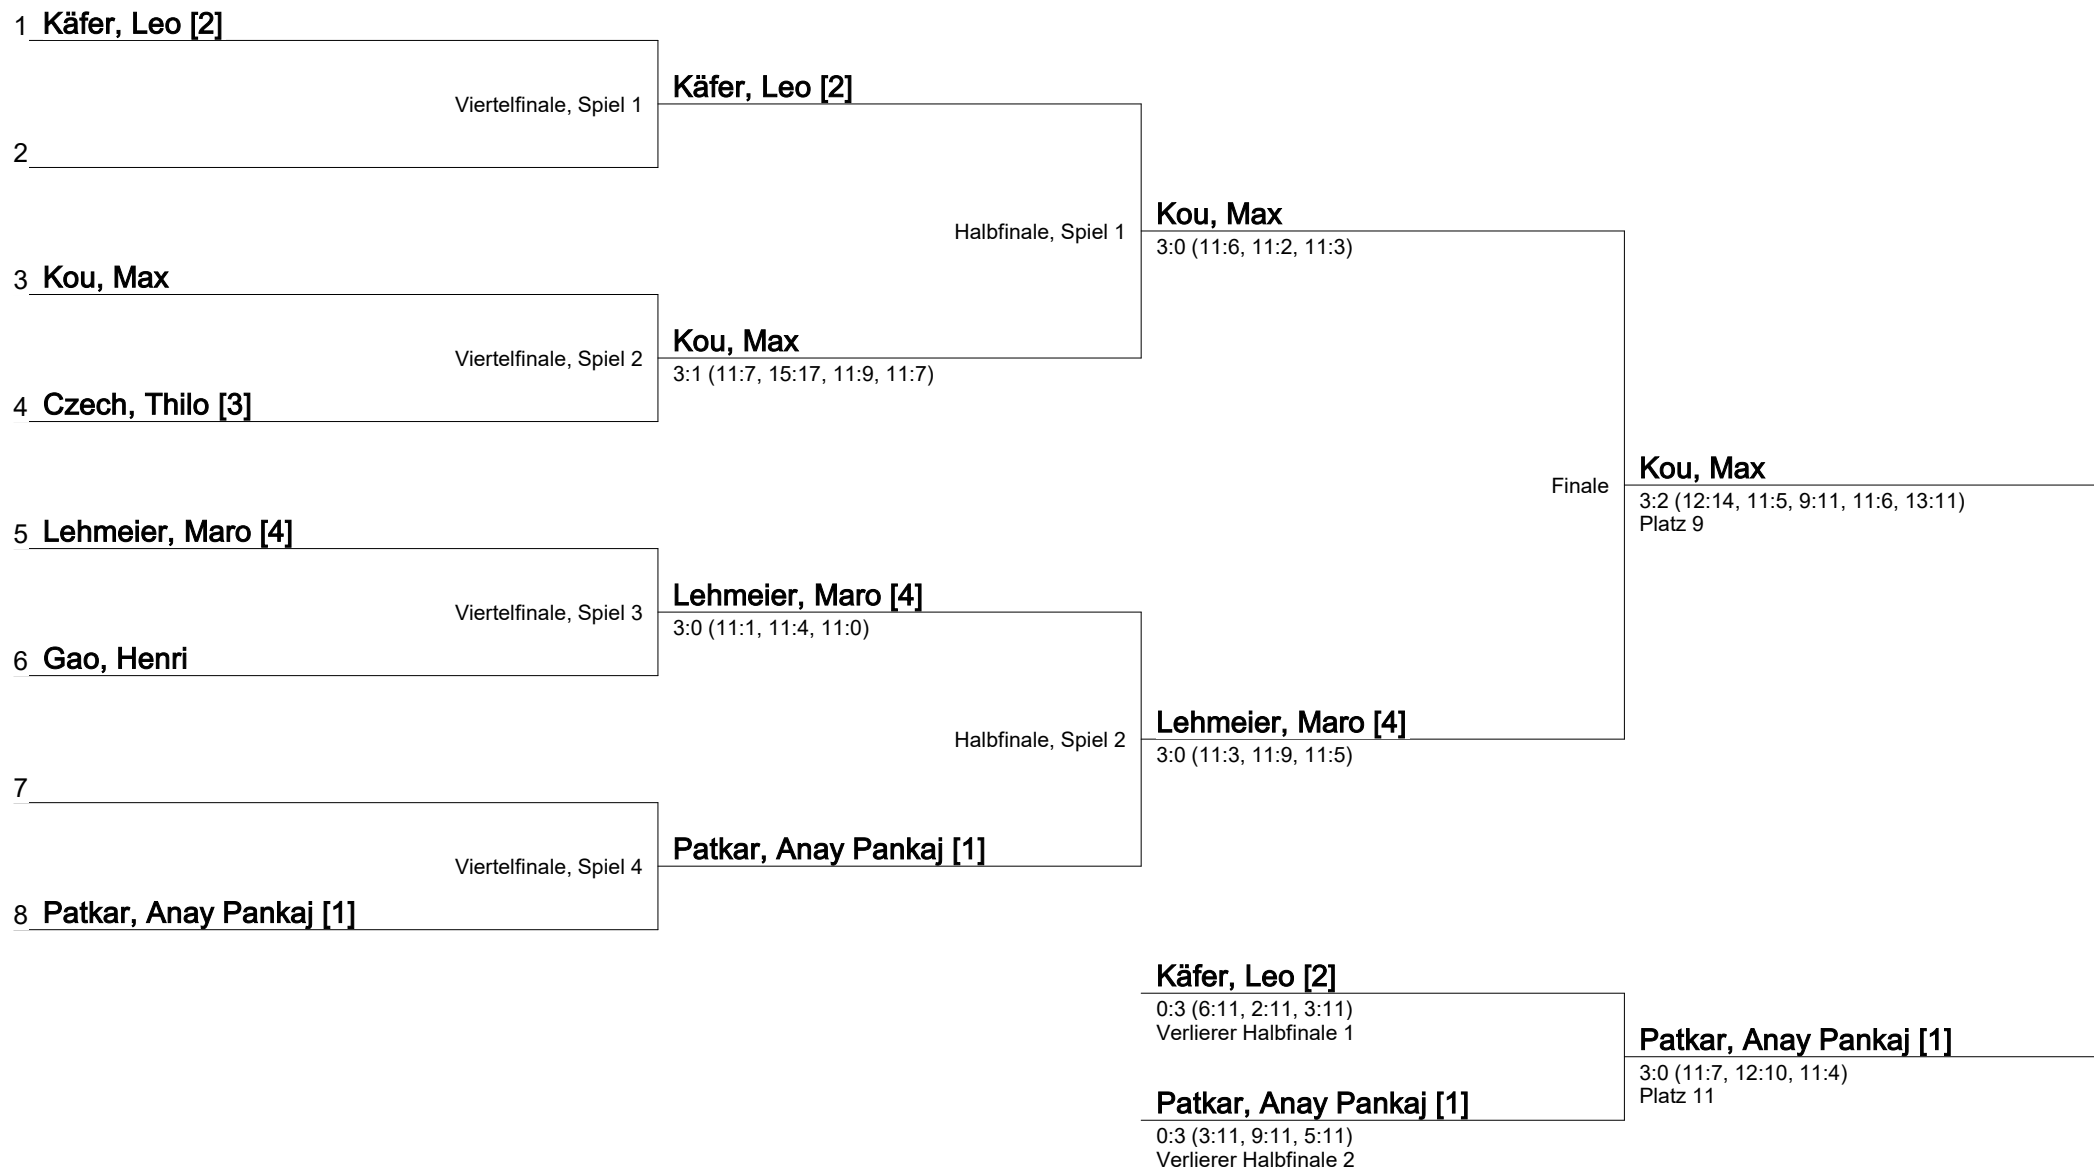 1 Käfer, Leo [2]
Viertelfinale, Spiel 1
Käfer, Leo [2]
2
Halbfinale, Spiel 1
Kou, Max
3:0 (11:6, 11:2, 11:3)
3 Kou, Max
Viertelfinale, Spiel 2
Kou, Max
3:1 (11:7, 15:17, 11:9, 11:7)
4 Czech, Thilo [3]
Finale
Kou, Max
3:2 (12:14, 11:5, 9:11, 11:6, 13:11)
Platz 9
5 Lehmeier, Maro [4]
Viertelfinale, Spiel 3
Lehmeier, Maro [4]
3:0 (11:1, 11:4, 11:0)
6 Gao, Henri
Halbfinale, Spiel 2
Lehmeier, Maro [4]
3:0 (11:3, 11:9, 11:5)
7
Viertelfinale, Spiel 4
Patkar, Anay Pankaj [1]
8 Patkar, Anay Pankaj [1]
Käfer, Leo [2]
0:3 (6:11, 2:11, 3:11)
Verlierer Halbfinale 1
Patkar, Anay Pankaj [1]
3:0 (11:7, 12:10, 11:4)
Platz 11
Patkar, Anay Pankaj [1]
0:3 (3:11, 9:11, 5:11)
Verlierer Halbfinale 2